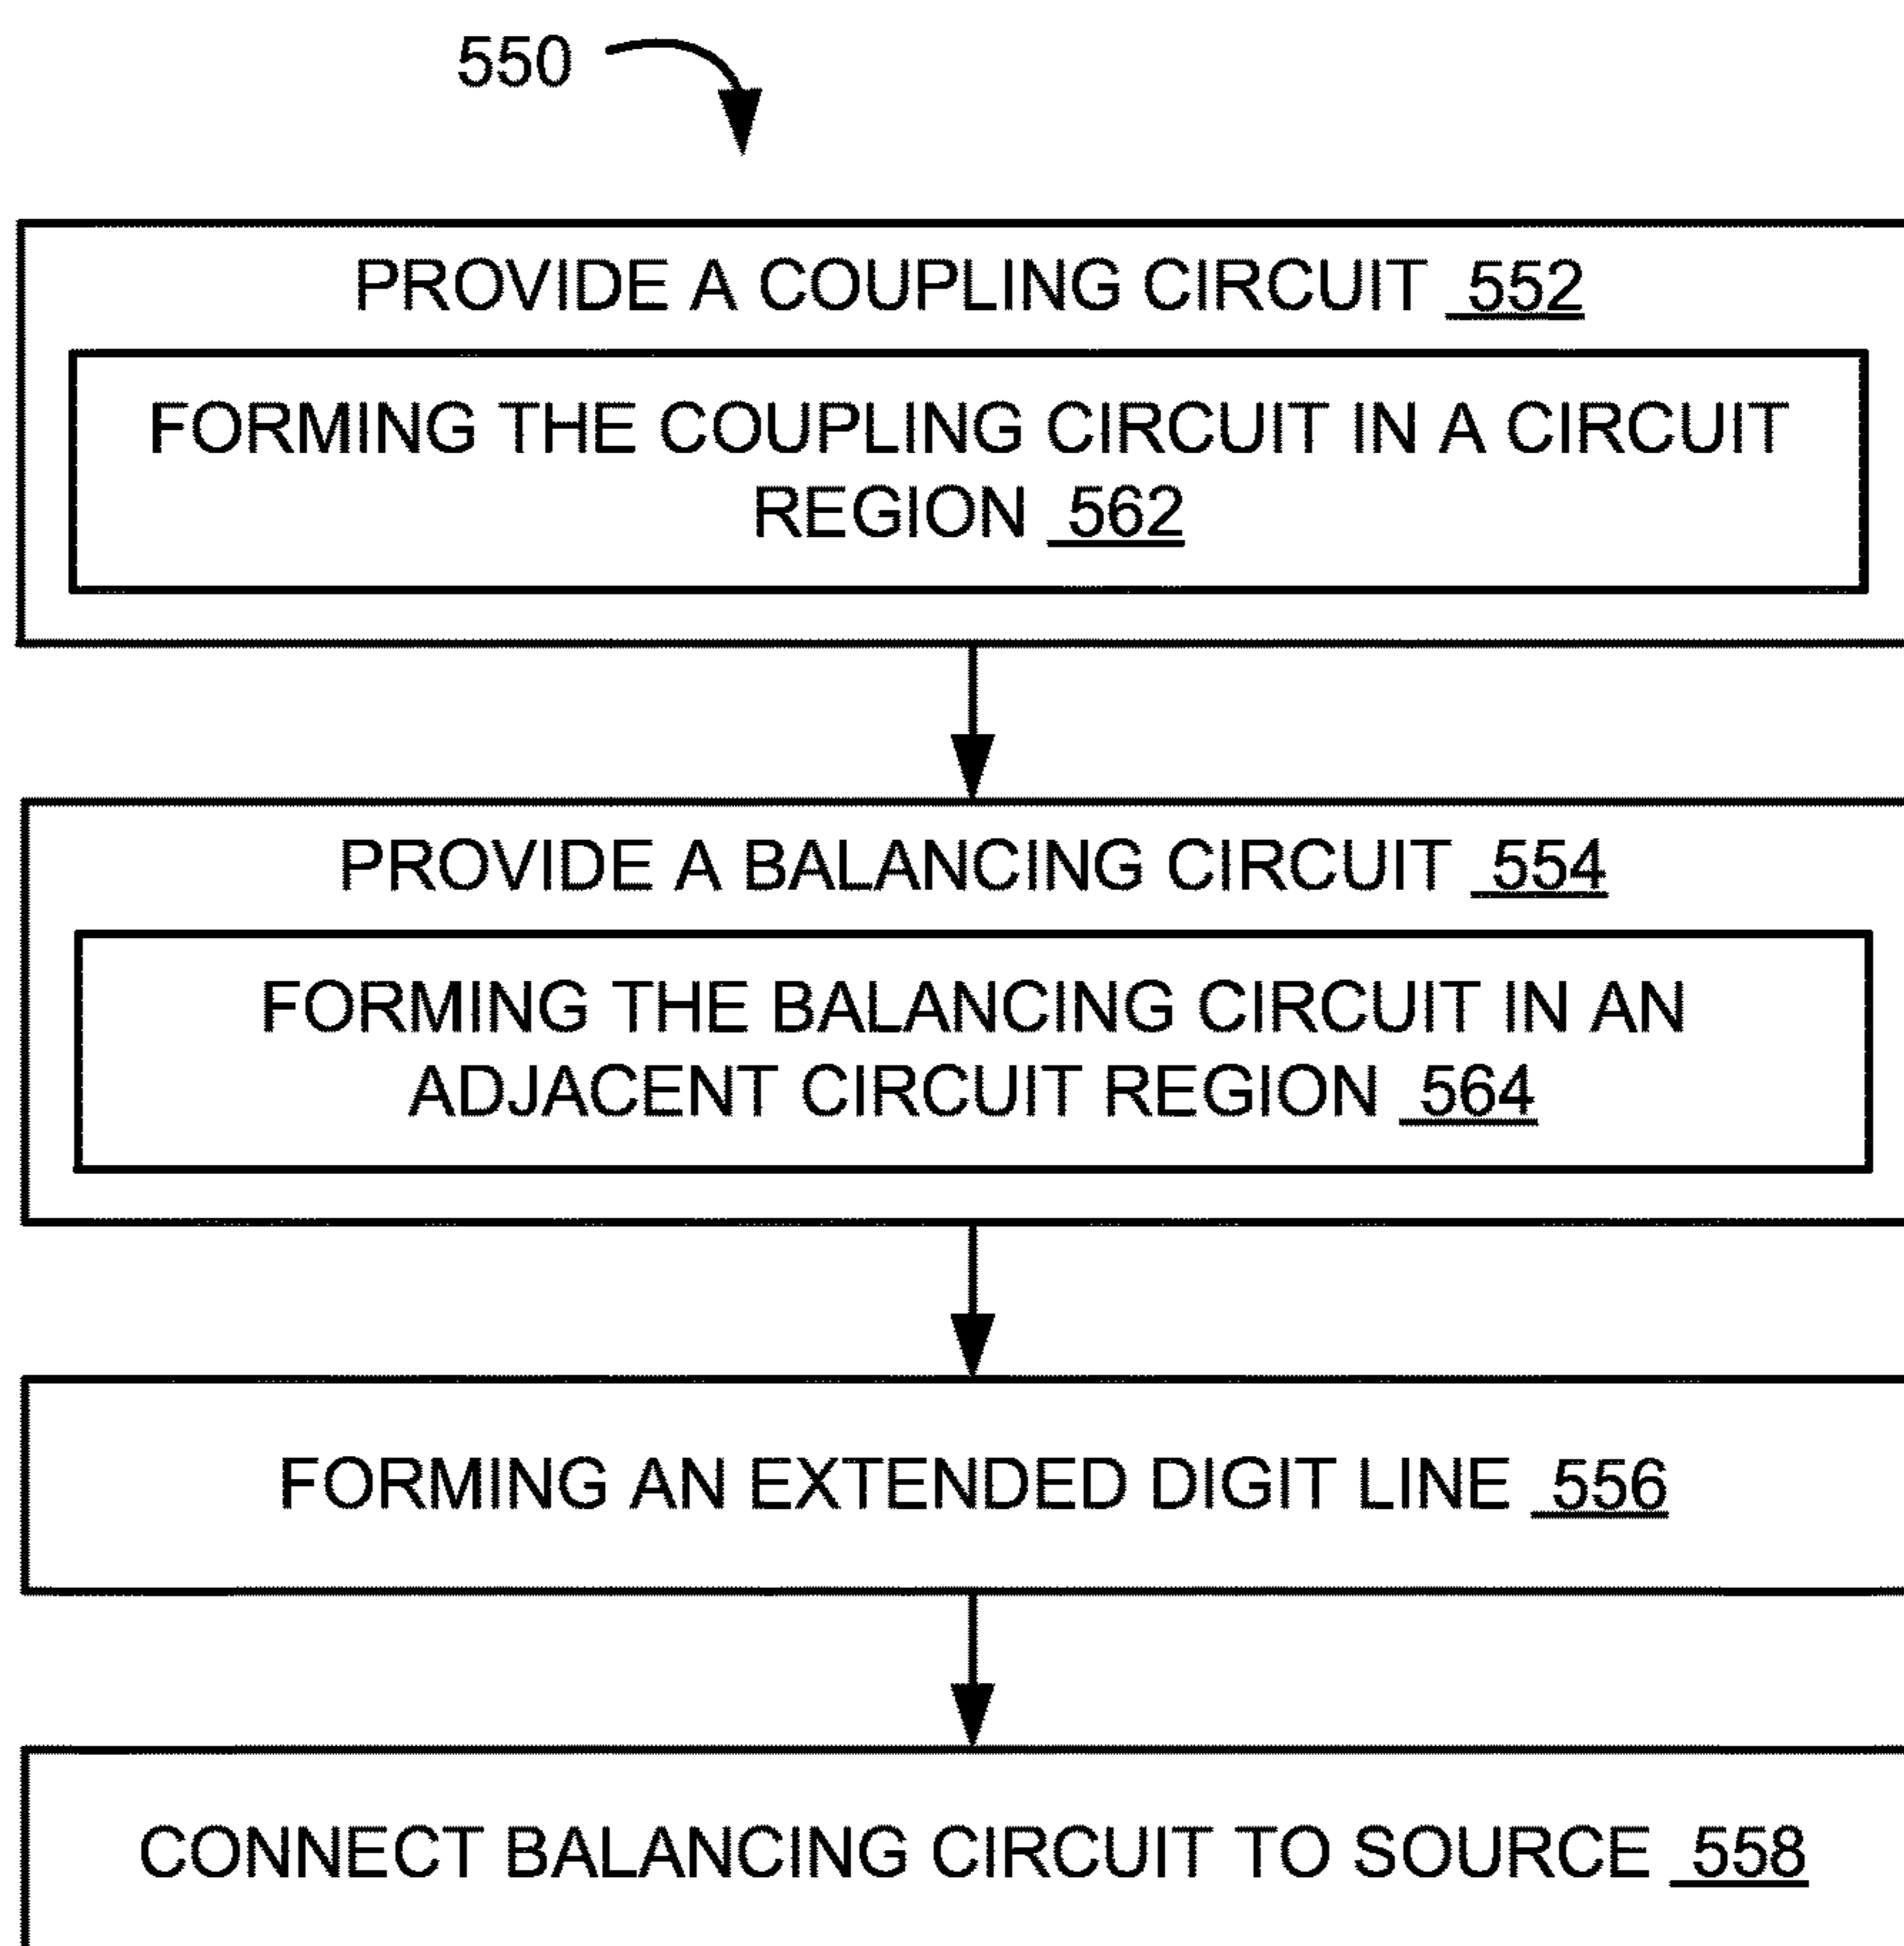 550
PROVIDE A COUPLING CIRCUIT 552
FORMING THE COUPLING CIRCUIT IN A CIRCUIT
REGION 562
PROVIDE A BALANCING CIRCUIT 554
FORMING THE BALANCING CIRCUIT IN AN
ADJACENT CIRCUIT REGION 564
FORMING AN EXTENDED DIGIT LINE 556
CONNECT BALANCING CIRCUIT TO SOURCE 558